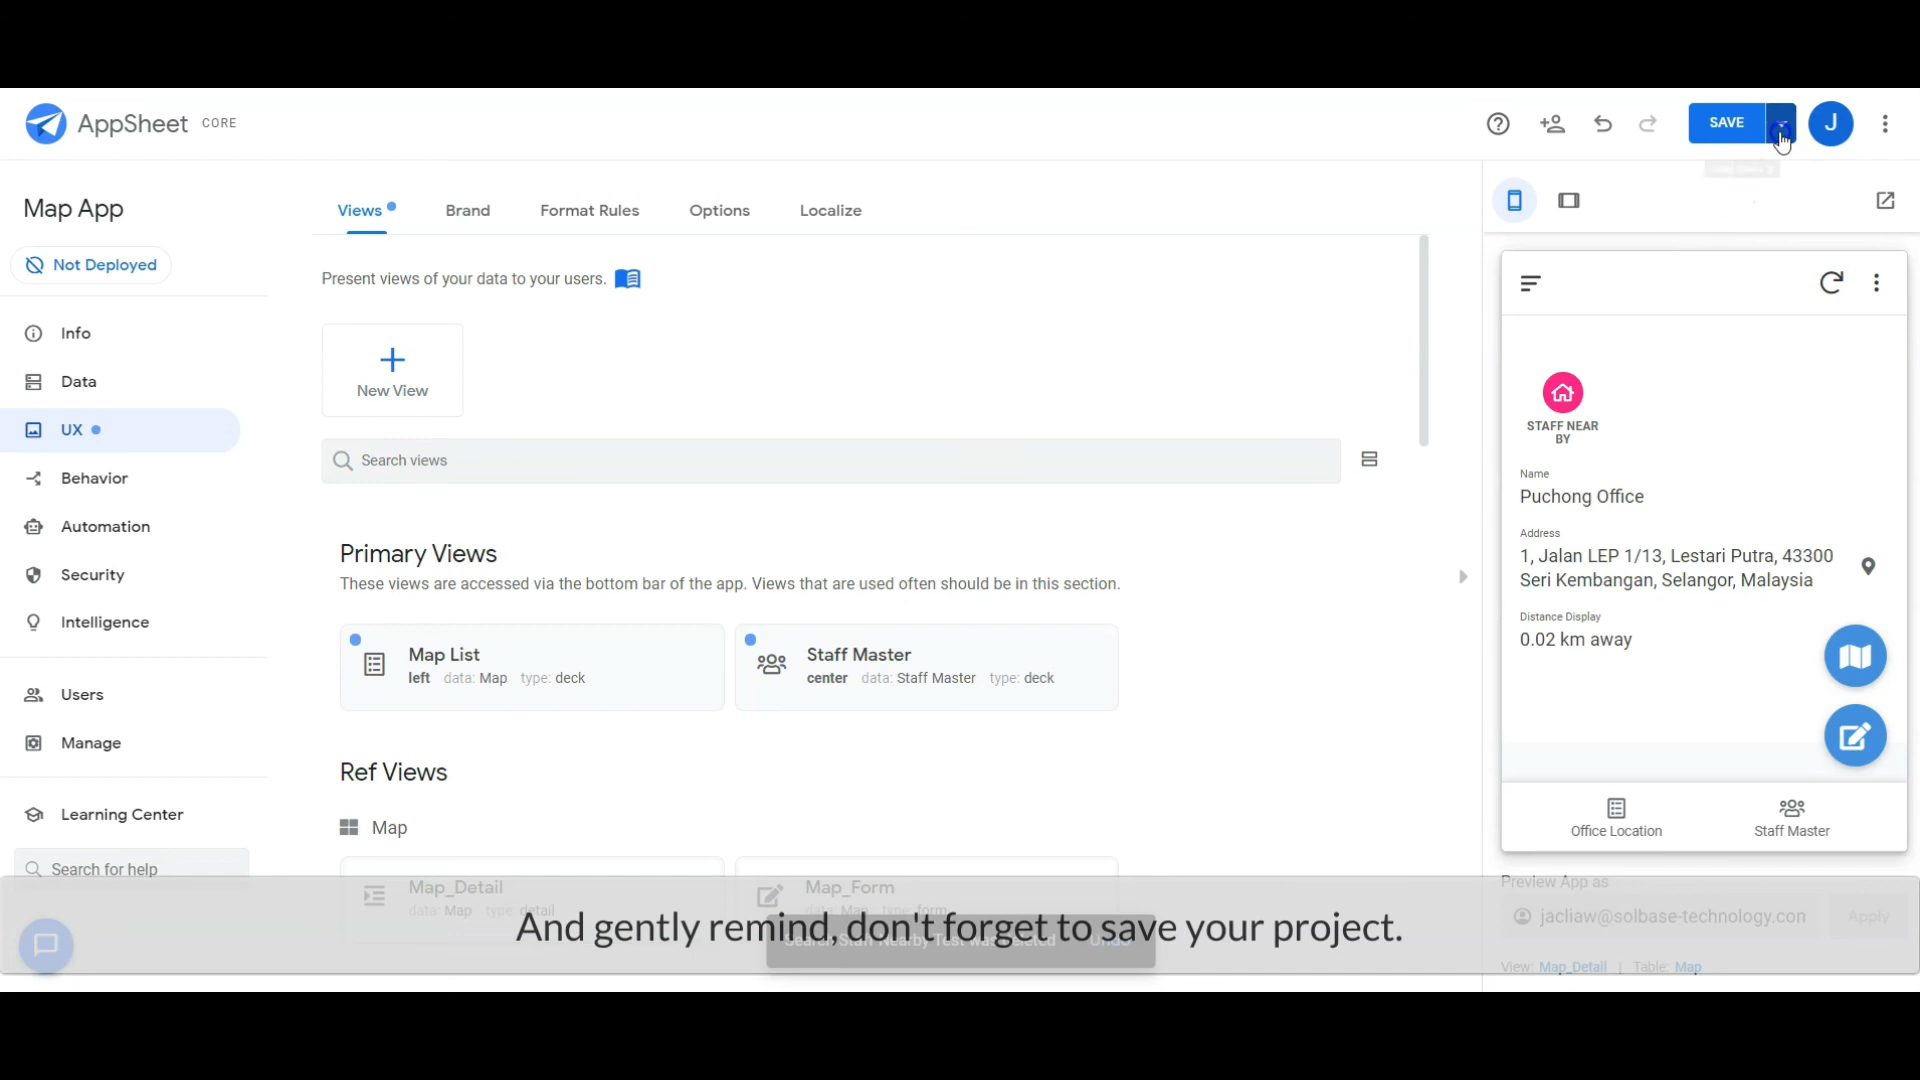 AppSheet CORE
SAVE
J
Map App
Not Deployed
Info
Data
UX
Behavior
Automation
Security
Intelligence
Users
Manage
Learning Center
Search for help
Views
Brand
Format Rules
Options
Localize
Present views of your data to your users.
New View
Search views
Primary Views
These views are accessed via the bottom bar of the app. Views that are used often should be in this section.
Map List
left data: Map type: deck
Staff Master
center data: Staff Master type: deck
Ref Views
Map
Map_Detail
data: Map type: detail
Map_Form
data: Map type: form
STAFF NEAR
BY
Name
Puchong Office
Address
1, Jalan LEP 1/13, Lestari Putra, 43300
Seri Kembangan, Selangor, Malaysia
Distance Display
0.02 km away
Office Location
Staff Master
Preview App as
jacliaw@solbase-technology.con
Apply
View: Map_Detail | Table: Map
Search Staff Nearby Test was deleted Undo
And gently remind, don't forget to save your project.